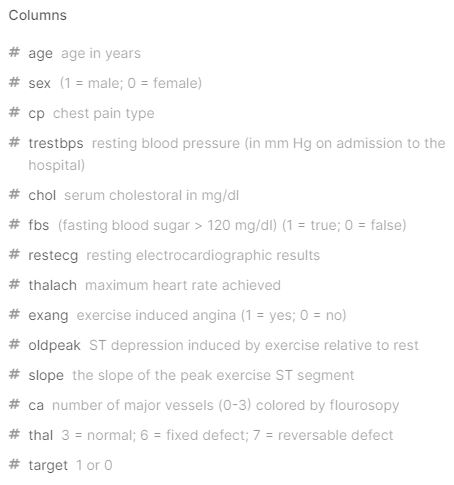 Columns
# age age in years
# sex (1 = male; 0 = female)
# cp chest pain type
# trestbps resting blood pressure (in mm Hg on admission to the
hospital)
# chol serum cholestoral in mg/dl
# fbs (fasting blood sugar > 120 mg/dl) (1 = true; 0 = false)
# restecg resting electrocardiographic results
# thalach maximum heart rate achieved
# exang exercise induced angina (1 = yes; 0 = no)
# oldpeak ST depression induced by exercise relative to rest
# slope the slope of the peak exercise ST segment
# ca number of major vessels (0-3) colored by flourosopy
# thal 3 = normal; 6 = fixed defect; 7 = reversable defect
# target 1 or 0